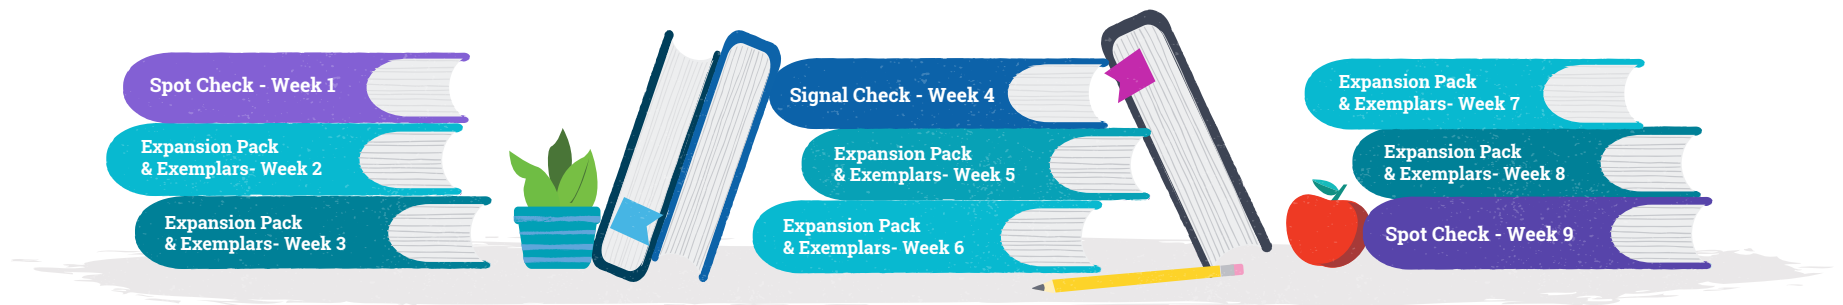 Spot Check - Week 1
Expansion Pack
& Exemplars- Week 2
Expansion Pack
& Exemplars- Week 3
Signal Check - Week 4
Expansion Pack
& Exemplars- Week 5
Expansion Pack
& Exemplars- Week 6
Expansion Pack
& Exemplars- Week 7
Expansion Pack
& Exemplars- Week 8
Spot Check - Week 9